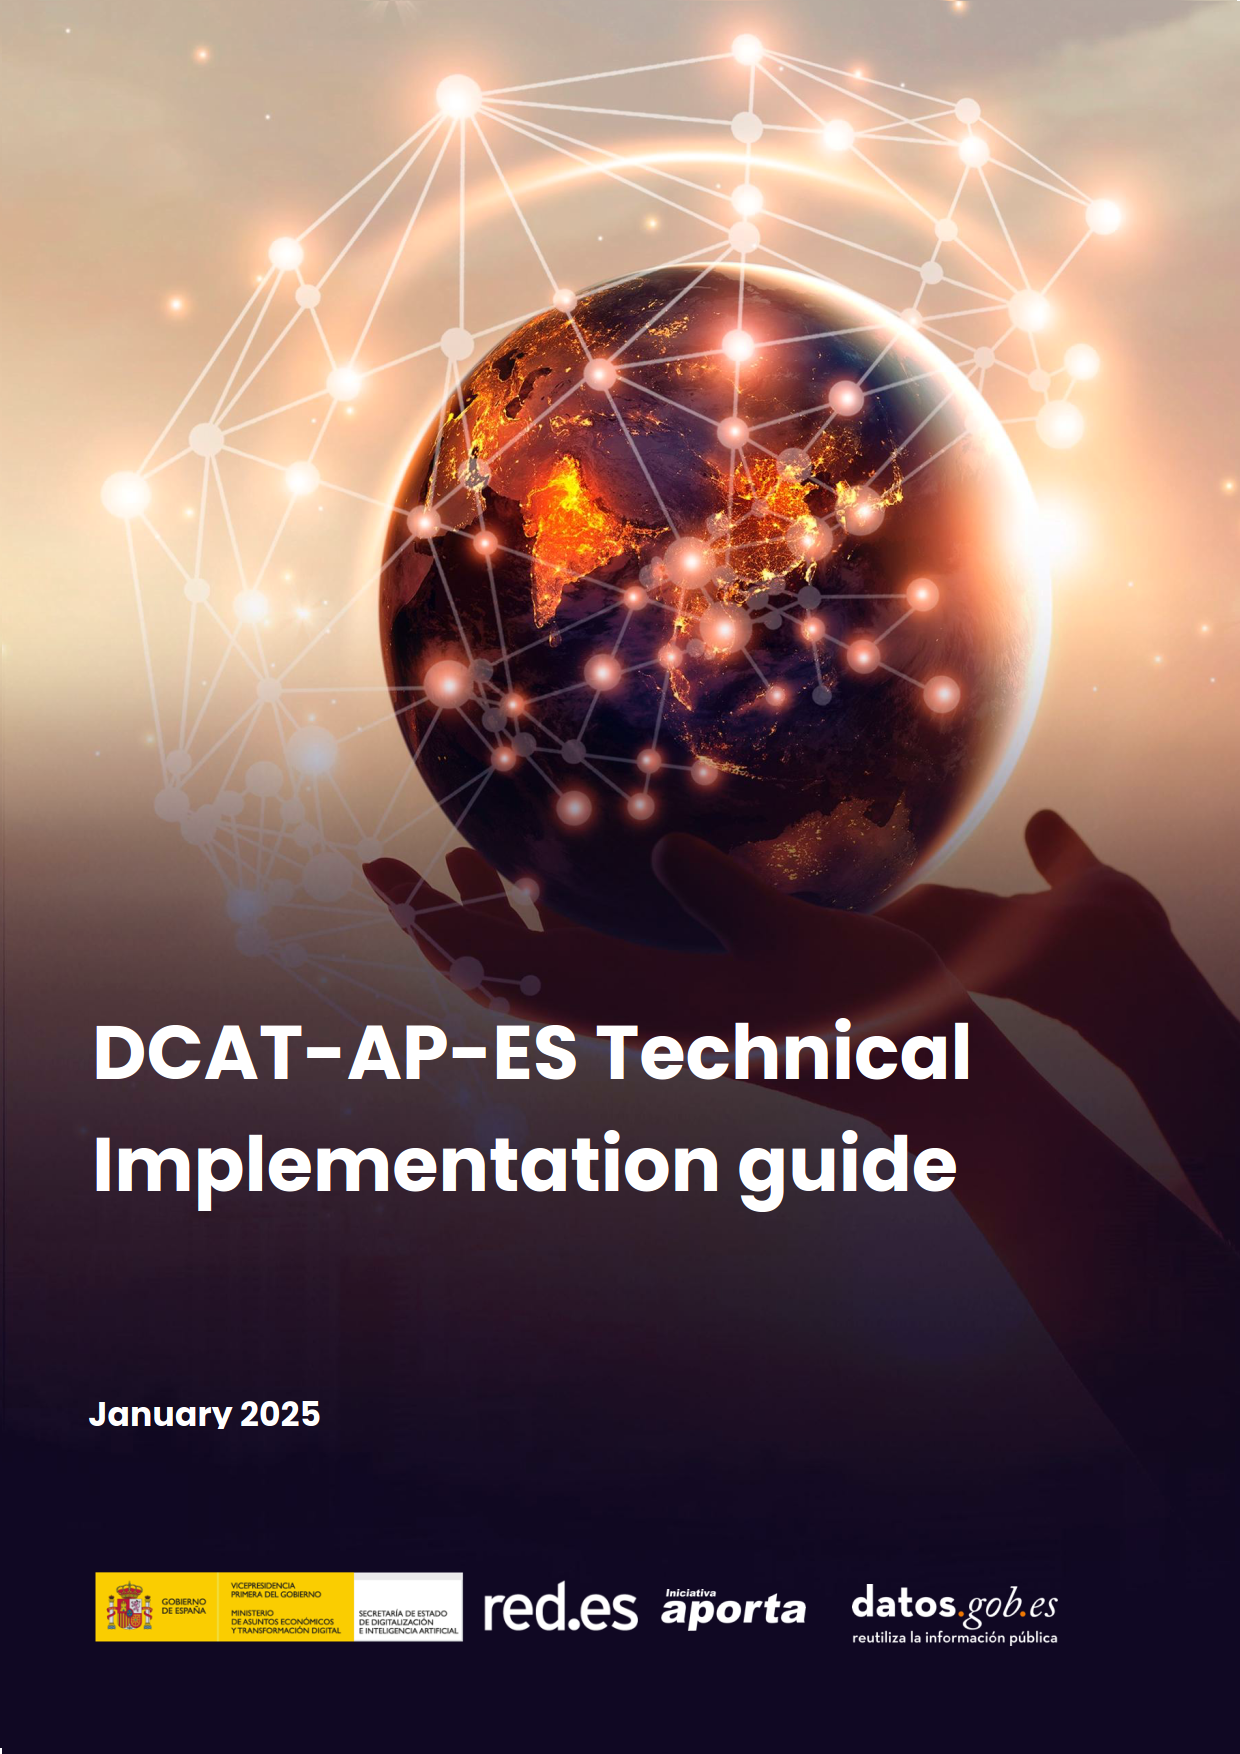 DCAT-AP-ES Technical
Implementation guide
January 2025
GOBIERNO
DE ESPAÑA
VICEPRESIDENCIA
PRIMERA DEL GOBIERNO
MINISTERIO
DE ASUNTOS ECONÓMICOS
Y TRANSFORMACIÓN DIGITAL
SECRETARÍA DE ESTADO
DE DIGITALIZACIÓN
E INTELIGENCIA ARTIFICIAL
red.es
Iniciativa
aporta
datos.gob.es
reutiliza la información pública